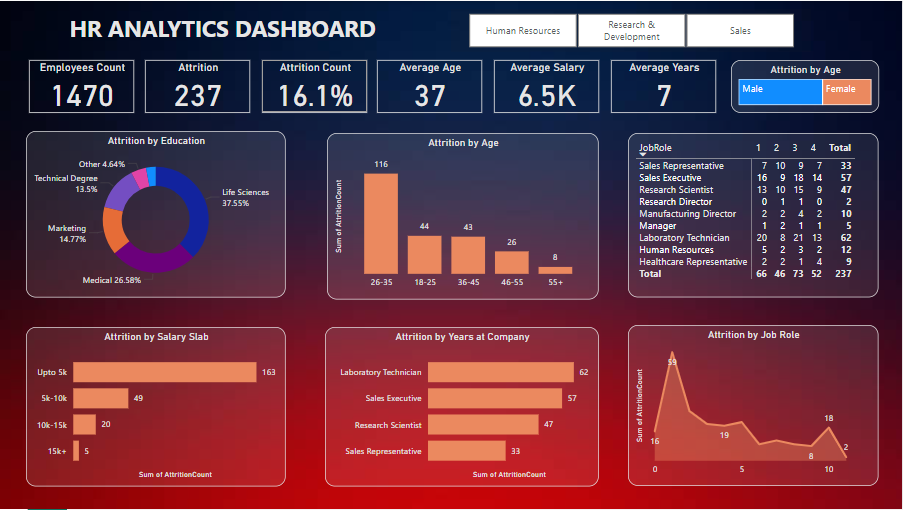 HR ANALYTICS DASHBOARD
Human Resources
Research &
Development
Sales
Employees Count
1470
Attrition
237
Attrition Count
16.1%
Average Age
37
Average Salary
6.5K
Average Years
7
Attrition by Age
Male
Female
Attrition by Education
Other 4.64%
Technical Degree
13.5%
Life Sciences
37.55%
Marketing
14.77%
Medical 26.58%
Attrition by Age
Sum of AttritionCount
116
44
43
26
8
26-35 18-25 36-45 46-55 55+
JobRole 1 2 3 4 Total
Sales Representative 7 10 9 7 33
Sales Executive 16 9 18 14 57
Research Scientist 13 10 15 9 47
Research Director 0 1 1 0 2
Manufacturing Director 2 2 4 2 10
Manager 1 2 1 1 5
Laboratory Technician 20 8 21 13 62
Human Resources 5 2 3 2 12
Healthcare Representative 2 2 1 4 9
Total 66 46 73 52 237
Attrition by Salary Slab
Upto 5k 163
5k-10k 49
10k-15k 20
15k+ 5
Sum of AttritionCount
Attrition by Years at Company
Laboratory Technician 62
Sales Executive 57
Research Scientist 47
Sales Representative 33
Sum of AttritionCount
Attrition by Job Role
Sum of AttritionCount
59
16
19
18
8
2
0 5 10